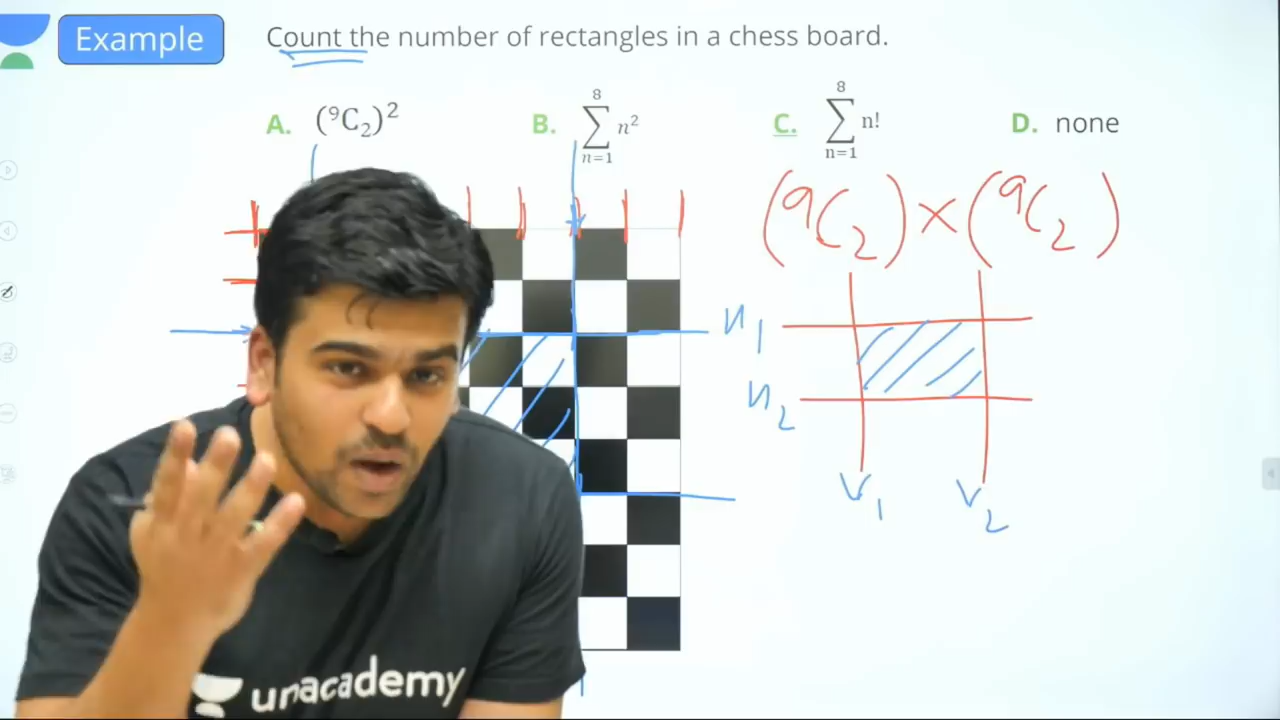 Example
Count the number of rectangles in a chess board.
A. (⁹C₂)²
B. ∑ₙ₌₁⁸ n²
C. ∑ₙ₌₁⁸ n!
D. none
(⁹C₂) × (⁹C₂)
H₁
H₂
V₁
V₂
unacademy